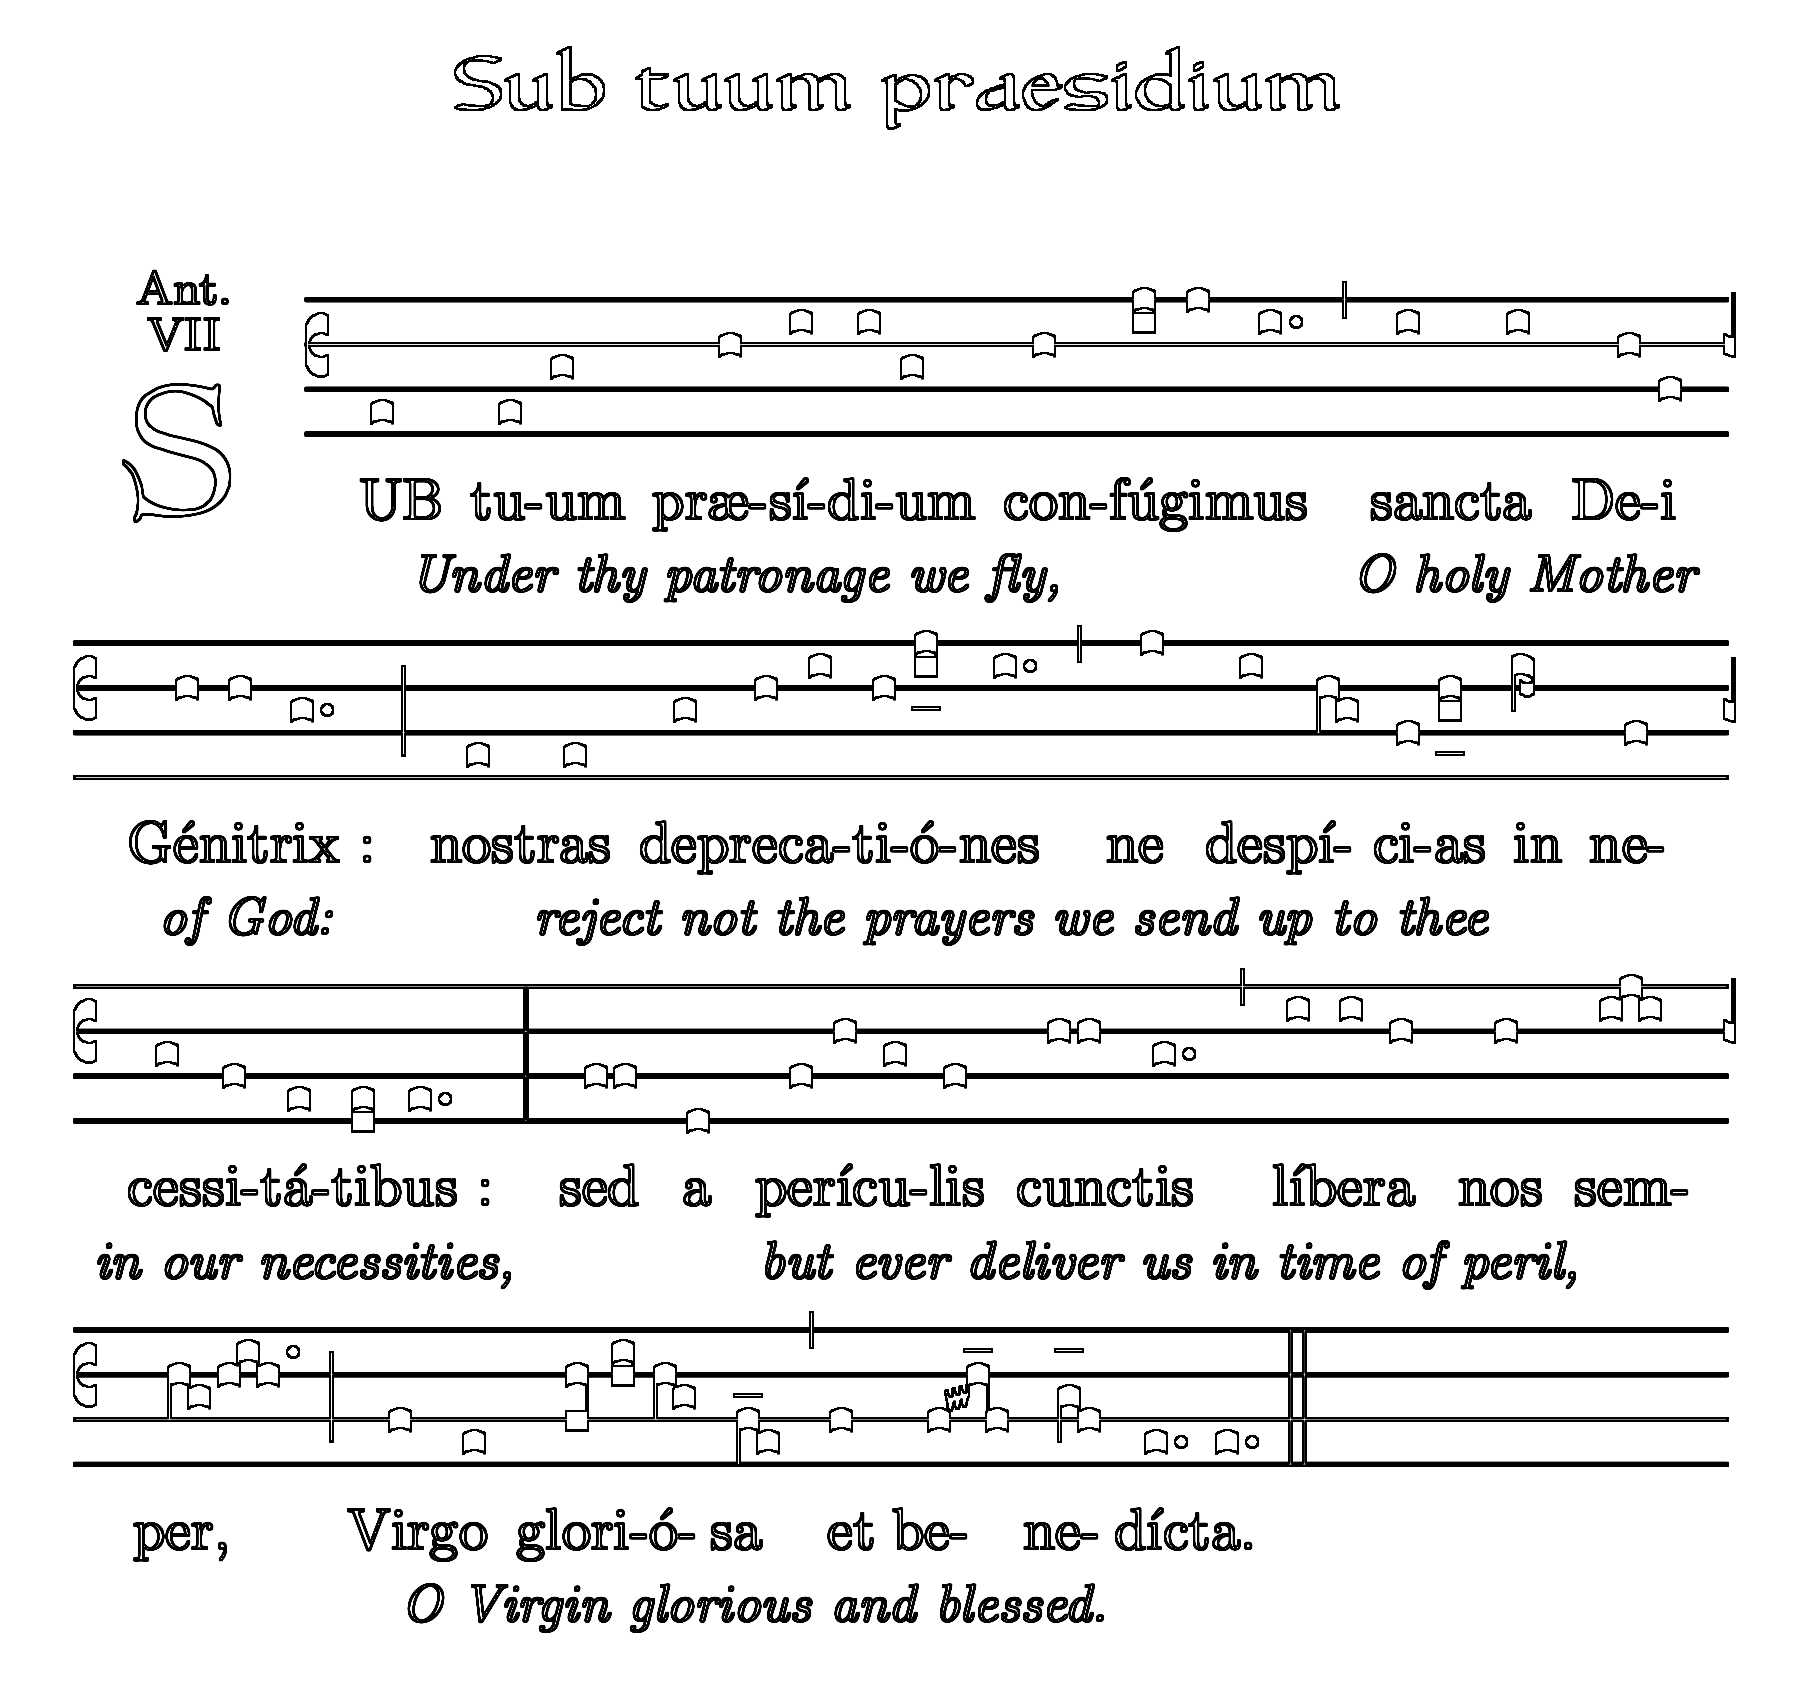 Sub tuum praesidium
Ant.
VII
SUB tu-um præ-sí-di-um con-fúgimus sancta De-i
Under thy patronage we fly, O holy Mother
Génitrix : nostras depreca-ti-ó-nes ne despí- ci-as in ne-
of God: reject not the prayers we send up to thee
cessi-tá-tibus : sed a perícu-lis cunctis líbera nos sem-
in our necessities, but ever deliver us in time of peril,
per, Virgo glori-ó- sa et be- ne- dícta.
O Virgin glorious and blessed.